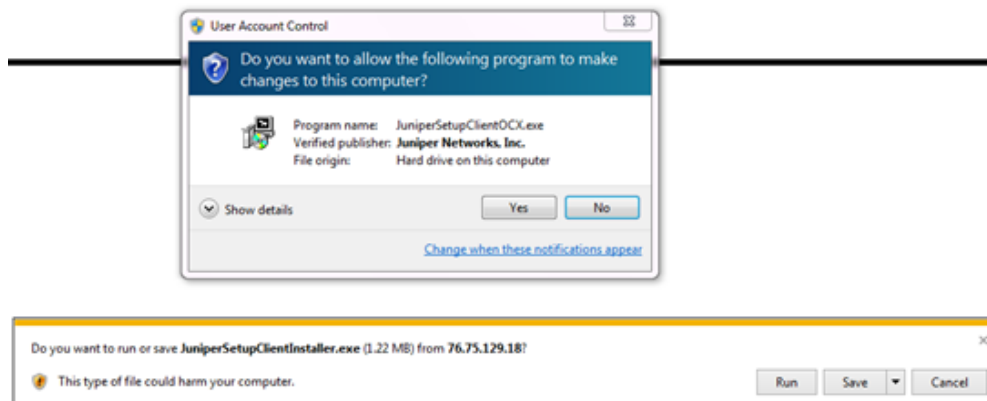 User Account Control
Do you want to allow the following program to make
changes to this computer?
Program name: JuniperSetupClientOCX.exe
Verified publisher: Juniper Networks, Inc.
File origin: Hard drive on this computer
Show details Yes No
Change when these notifications appear
Do you want to run or save JuniperSetupClientInstaller.exe (1.22 MB) from 76.75.129.18?
This type of file could harm your computer. Run Save Cancel